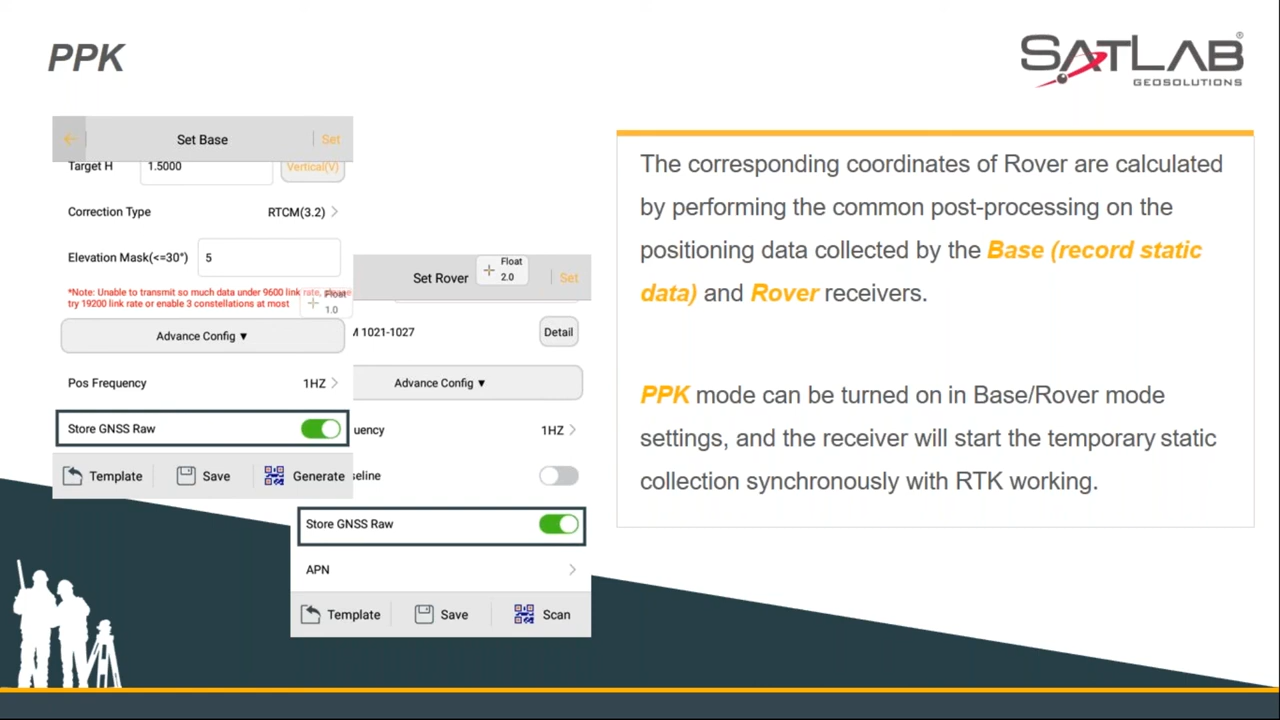 PPK
SATLAB®
GEOSOLUTIONS
Set Base
Set
Target H
1.5000
Vertical(V)
Correction Type
RTCM(3.2)
Elevation Mask(<=30°)
5
*Note: Unable to transmit so much data under 9600 link rate,
try 19200 link rate or enable 3 constellations at most
Float
1.0
Advance Config ▼
Pos Frequency
1HZ
Store GNSS Raw
Template
Save
Generate
Set Rover
Float
2.0
Set
M 1021-1027
Detail
Advance Config ▼
uency
1HZ
seline
Store GNSS Raw
APN
Template
Save
Scan
The corresponding coordinates of Rover are calculated
by performing the common post-processing on the
positioning data collected by the Base (record static
data) and Rover receivers.
PPK mode can be turned on in Base/Rover mode
settings, and the receiver will start the temporary static
collection synchronously with RTK working.